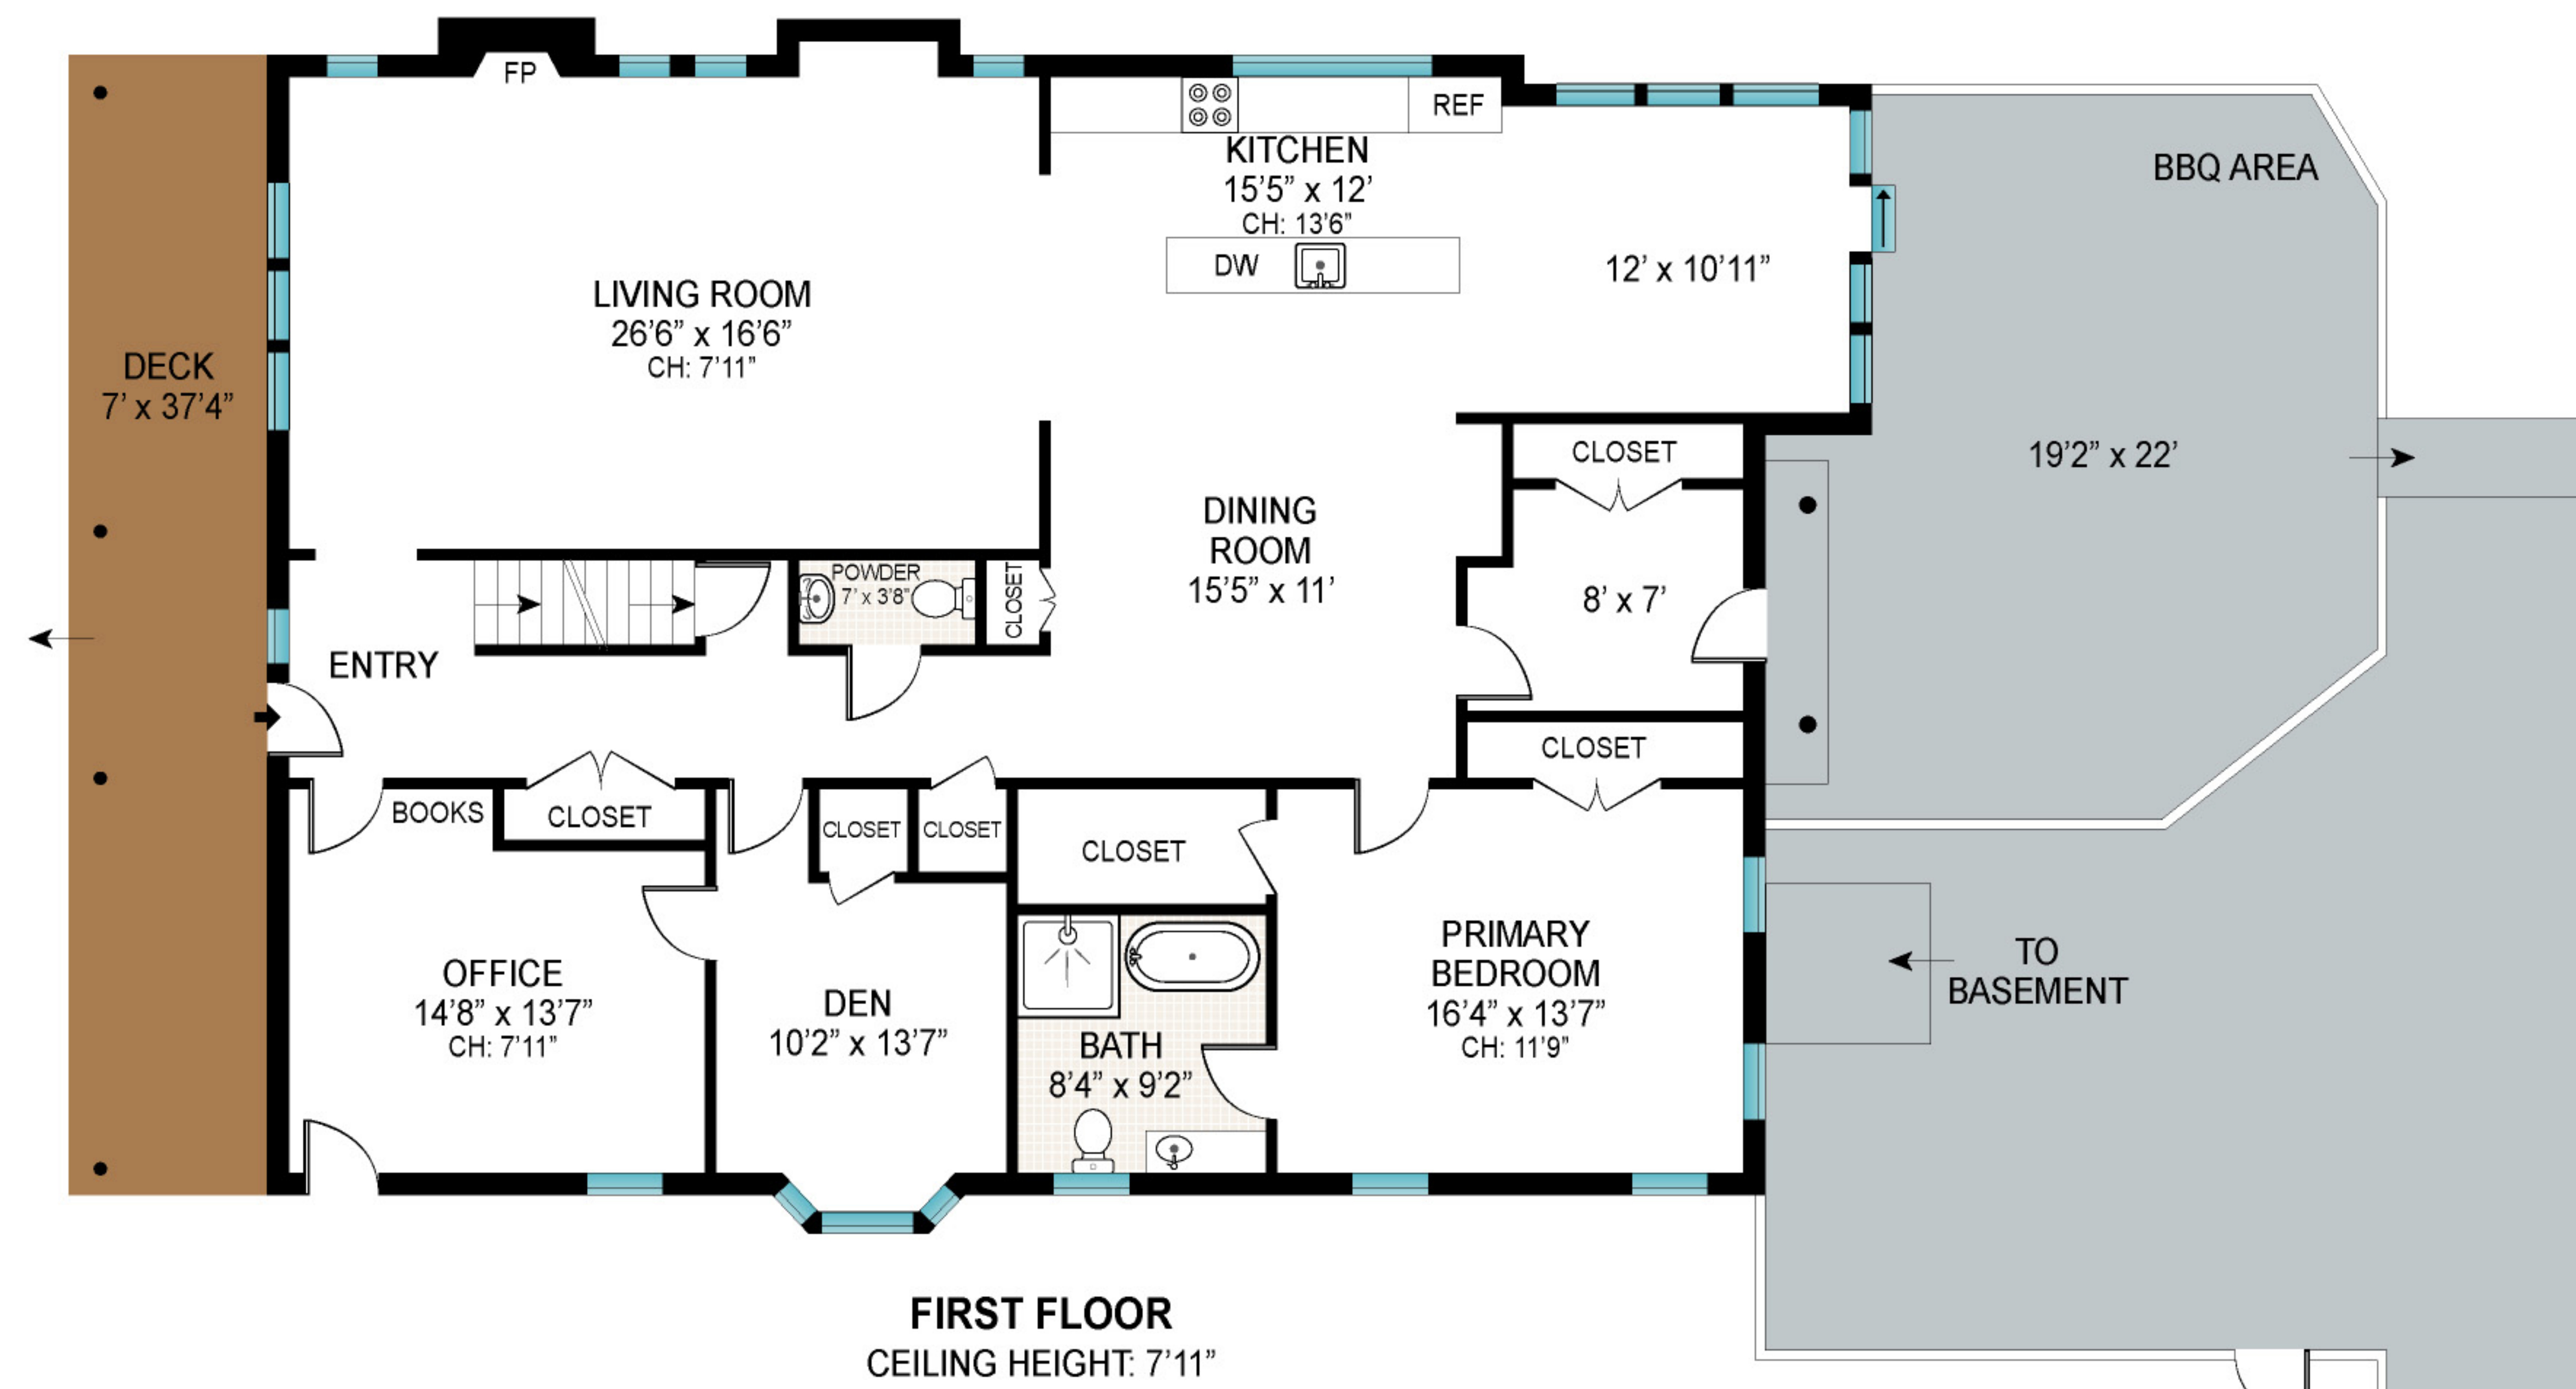 FP
REF
KITCHEN
15'5” x 12'
CH: 13'6”
DW
12' x 10'11”
BBQ AREA
LIVING ROOM
26'6” x 16'6”
CH: 7'11”
DECK
7' x 37'4”
19'2” x 22'
CLOSET
DINING
ROOM
15'5” x 11'
POWDER
7' x 3'8”
CLOSET
8' x 7'
ENTRY
CLOSET
BOOKS
CLOSET
CLOSET
CLOSET
CLOSET
OFFICE
14'8” x 13'7”
CH: 7'11”
DEN
10'2” x 13'7”
BATH
8'4” x 9'2”
PRIMARY
BEDROOM
16'4” x 13'7”
CH: 11'9”
TO
BASEMENT
FIRST FLOOR
CEILING HEIGHT: 7'11”